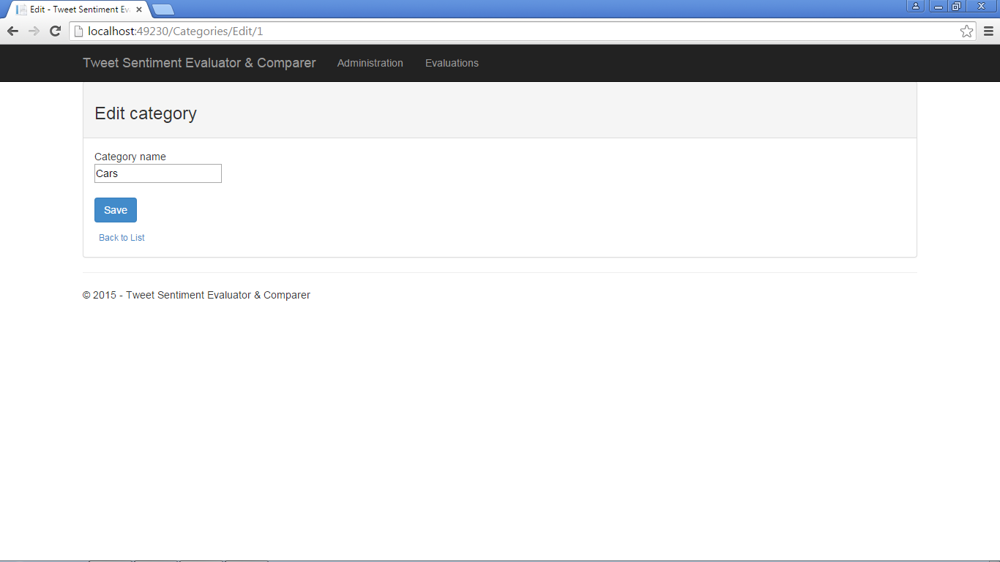 Edit - Tweet Sentiment Ev
localhost:49230/Categories/Edit/1
Tweet Sentiment Evaluator & Comparer Administration Evaluations
Edit category
Category name
Cars
Save
Back to List
© 2015 - Tweet Sentiment Evaluator & Comparer